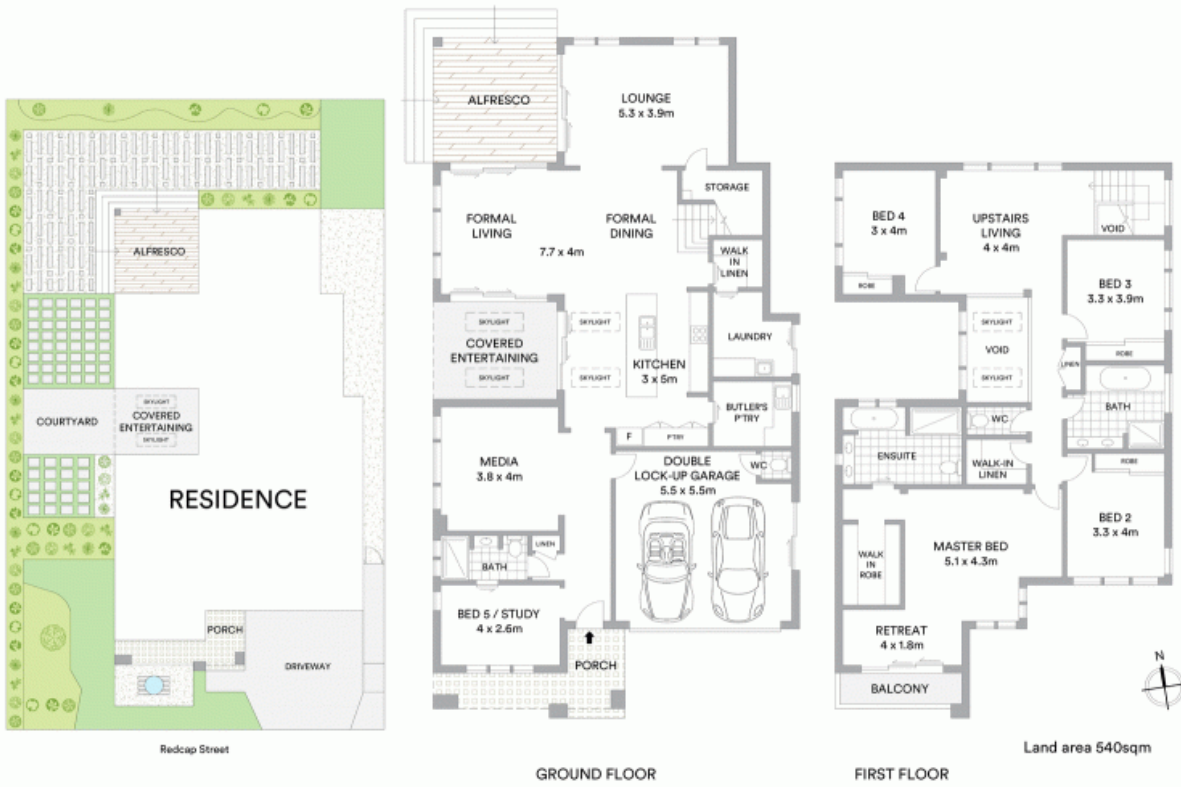 ALFRESCO
COURTYARD
SKYLIGHT
COVERED
ENTERTAINING
SKYLIGHT
RESIDENCE
PORCH
DRIVEWAY
Redcap Street
ALFRESCO
LOUNGE
5.3 x 3.9m
STORAGE
FORMAL
LIVING
FORMAL
DINING
7.7 x 4m
WALK
IN
LINEN
SKYLIGHT
COVERED
ENTERTAINING
SKYLIGHT
SKYLIGHT
SKYLIGHT
KITCHEN
3 x 5m
LAUNDRY
BUTLER'S
P'TRY
F
P'TRY
MEDIA
3.8 x 4m
DOUBLE
LOCK-UP GARAGE
5.5 x 5.5m
WC
LINEN
BATH
BED 5 / STUDY
4 x 2.6m
PORCH
GROUND FLOOR
BED 4
3 x 4m
ROBE
UPSTAIRS
LIVING
4 x 4m
VOID
BED 3
3.3 x 3.9m
ROBE
SKYLIGHT
VOID
SKYLIGHT
LINEN
BATH
WC
ENSUITE
WALK-IN
LINEN
ROBE
BED 2
3.3 x 4m
MASTER BED
5.1 x 4.3m
WALK
IN
ROBE
RETREAT
4 x 1.8m
BALCONY
N
Land area 540sqm
FIRST FLOOR